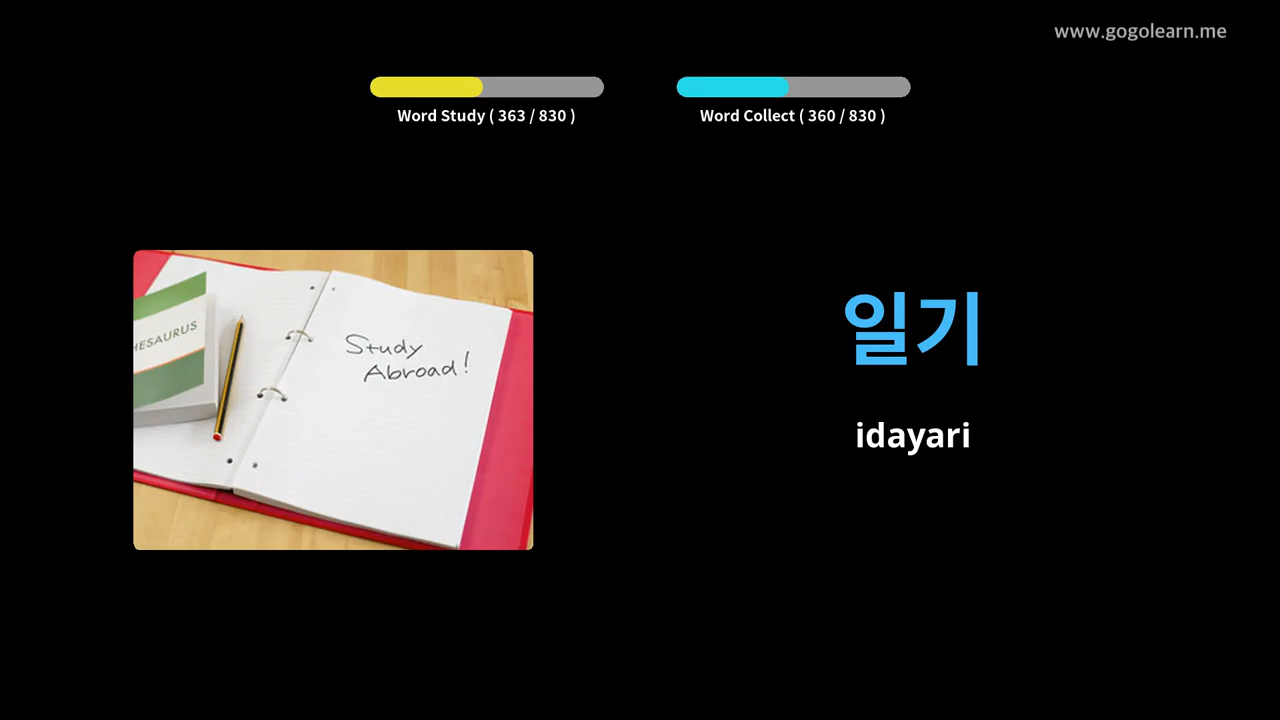 www.gogolearn.me
Word Study ( 363 / 830 )
Word Collect ( 360 / 830 )
HESAURUS
Study
Abroad!
일기
idayari